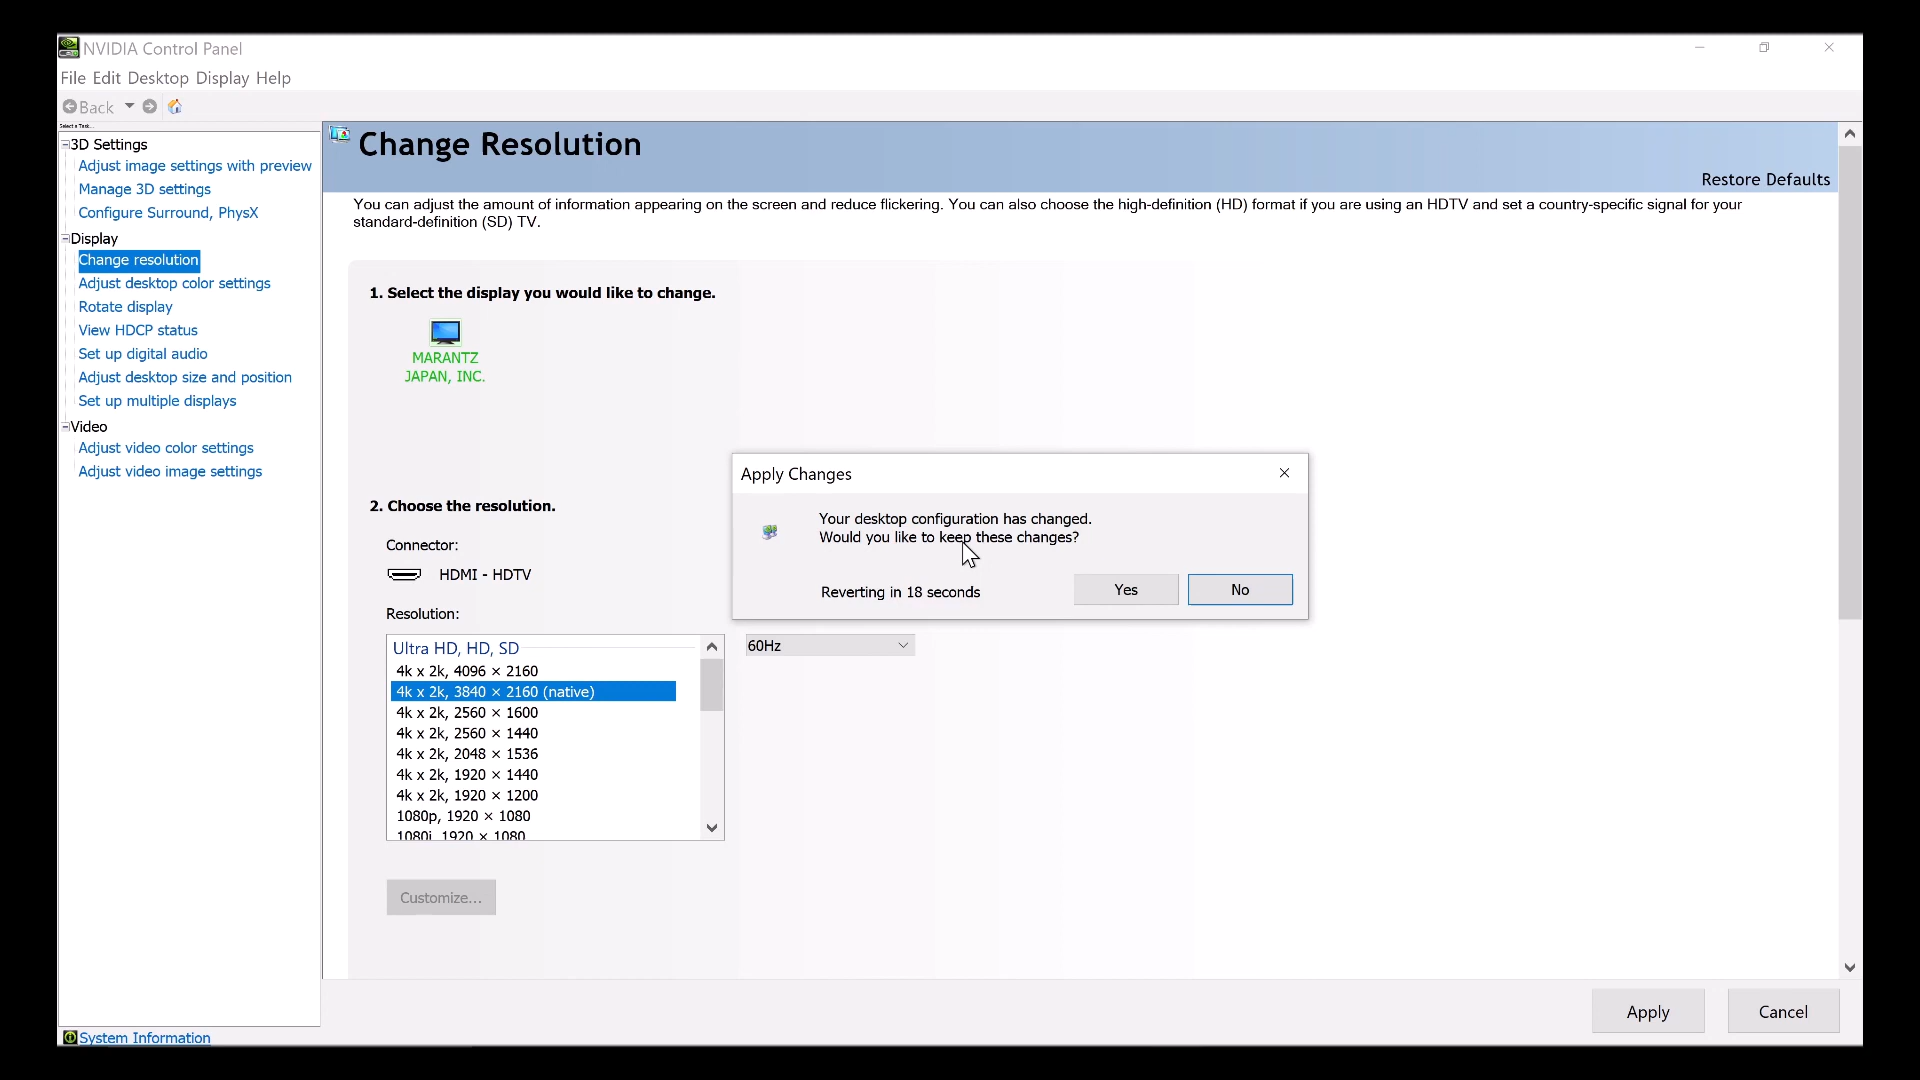 NVIDIA Control Panel
File Edit Desktop Display Help
Back
Select a Task...
3D Settings
Adjust image settings with preview
Manage 3D settings
Configure Surround, PhysX
Display
Change resolution
Adjust desktop color settings
Rotate display
View HDCP status
Set up digital audio
Adjust desktop size and position
Set up multiple displays
Video
Adjust video color settings
Adjust video image settings
System Information
Change Resolution
Restore Defaults
You can adjust the amount of information appearing on the screen and reduce flickering. You can also choose the high-definition (HD) format if you are using an HDTV and set a country-specific signal for your
standard-definition (SD) TV.
1. Select the display you would like to change.
MARANTZ
JAPAN, INC.
2. Choose the resolution.
Connector:
HDMI - HDTV
Resolution:
Ultra HD, HD, SD
4k x 2k, 4096 × 2160
4k x 2k, 3840 × 2160 (native)
4k x 2k, 2560 × 1600
4k x 2k, 2560 × 1440
4k x 2k, 2048 × 1536
4k x 2k, 1920 × 1440
4k x 2k, 1920 × 1200
1080p, 1920 × 1080
1080i, 1920 × 1080
60Hz
Customize...
Apply Changes
Your desktop configuration has changed.
Would you like to keep these changes?
Reverting in 18 seconds
Yes
No
Apply
Cancel